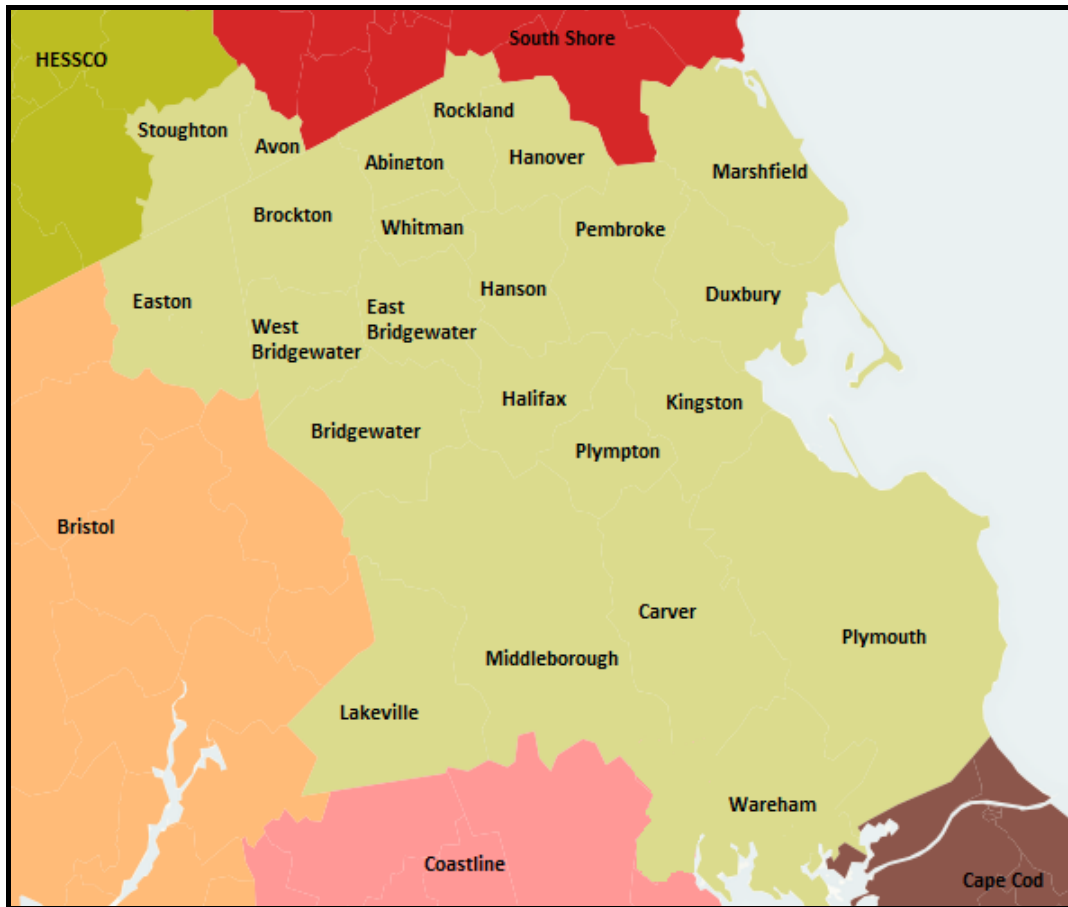 South Shore
HESSCO
Rockland
Stoughton
Avon
Abington
Hanover
Marshfield
Brockton
Whitman
Pembroke
Easton
Hanson
Duxbury
East
Bridgewater
West
Bridgewater
Halifax
Kingston
Bridgewater
Plympton
Bristol
Carver
Plymouth
Middleborough
Lakeville
Wareham
Coastline
Cape Cod